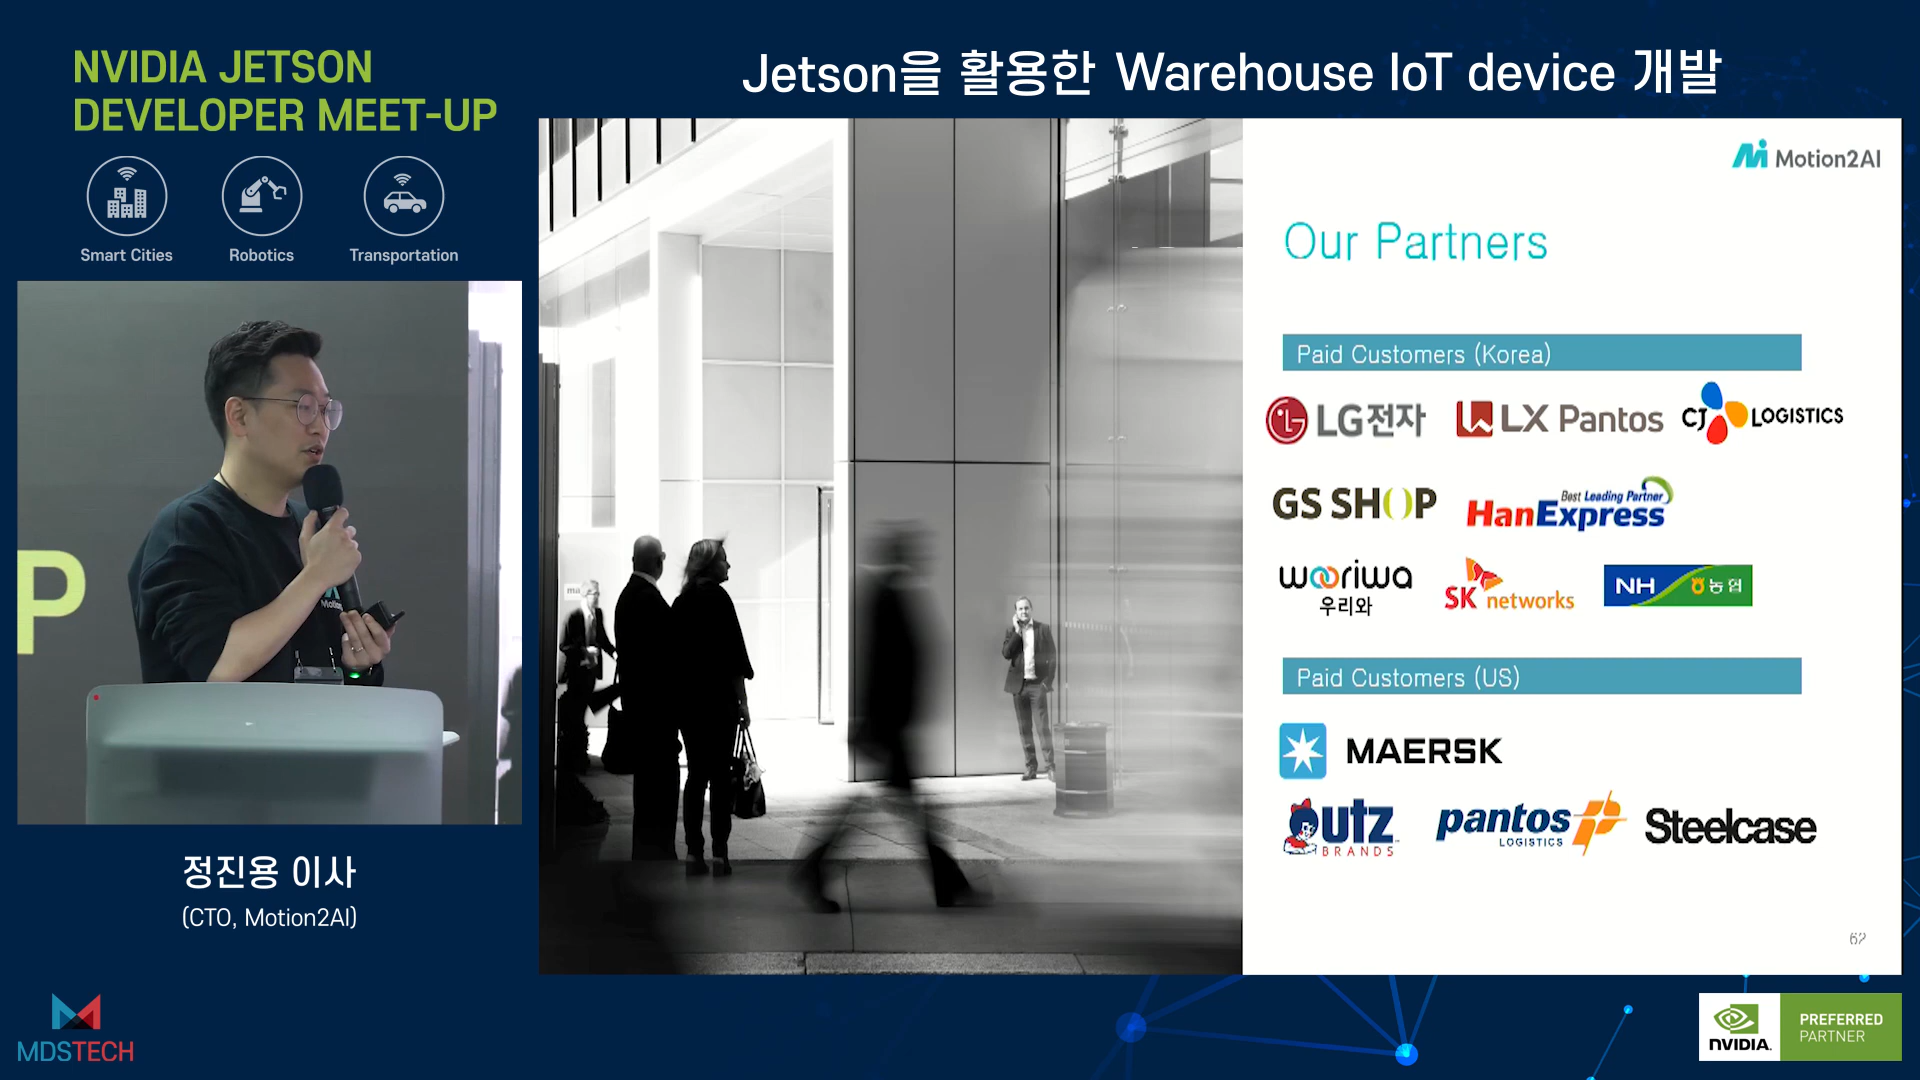 NVIDIA JETSON
DEVELOPER MEET-UP
Smart Cities
Robotics
Transportation
Jetson을 활용한 Warehouse IoT device 개발
Motion2AI
Our Partners
Paid Customers (Korea)
LG전자
LX Pantos
CJ LOGISTICS
GS SHOP
Best Leading Partner
HanExpress
wooriwa
우리와
SK networks
NH 농협
Paid Customers (US)
MAERSK
utz
BRANDS
pantos
LOGISTICS
Steelcase
62
P
정진용 이사
(CTO, Motion2AI)
MDSTECH
NVIDIA.
PREFERRED
PARTNER